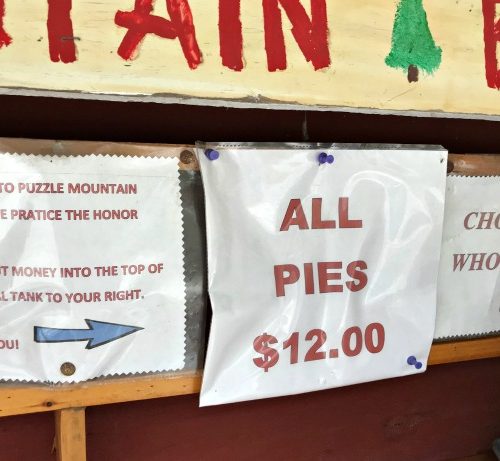 TAIN
TO PUZZLE MOUNTAIN
E PRATICE THE HONOR
T MONEY INTO THE TOP OF
L TANK TO YOUR RIGHT.
OU!
ALL
PIES
$12.00
CHO
WHO